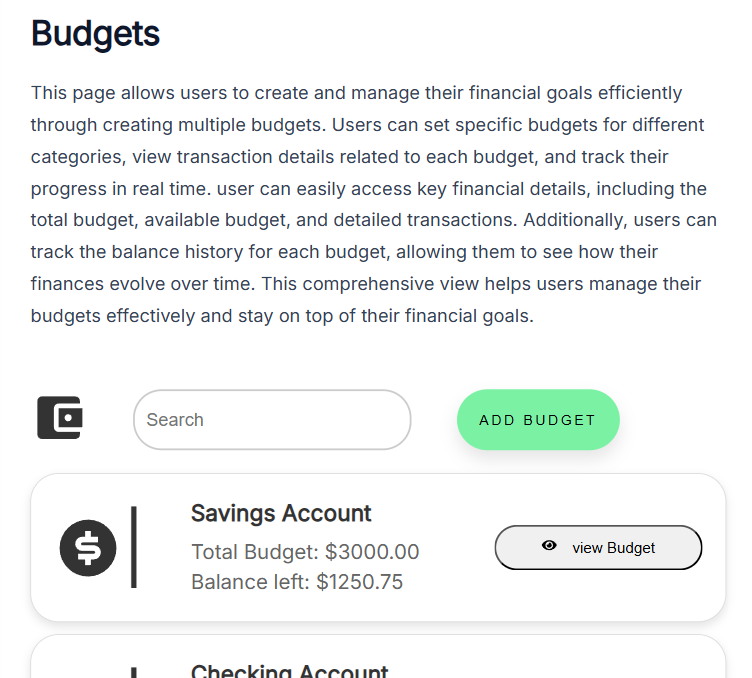 Budgets
This page allows users to create and manage their financial goals efficiently
through creating multiple budgets. Users can set specific budgets for different
categories, view transaction details related to each budget, and track their
progress in real time. user can easily access key financial details, including the
total budget, available budget, and detailed transactions. Additionally, users can
track the balance history for each budget, allowing them to see how their
finances evolve over time. This comprehensive view helps users manage their
budgets effectively and stay on top of their financial goals.
Search
ADD BUDGET
Savings Account
Total Budget: $3000.00
Balance left: $1250.75
view Budget
Checking Account